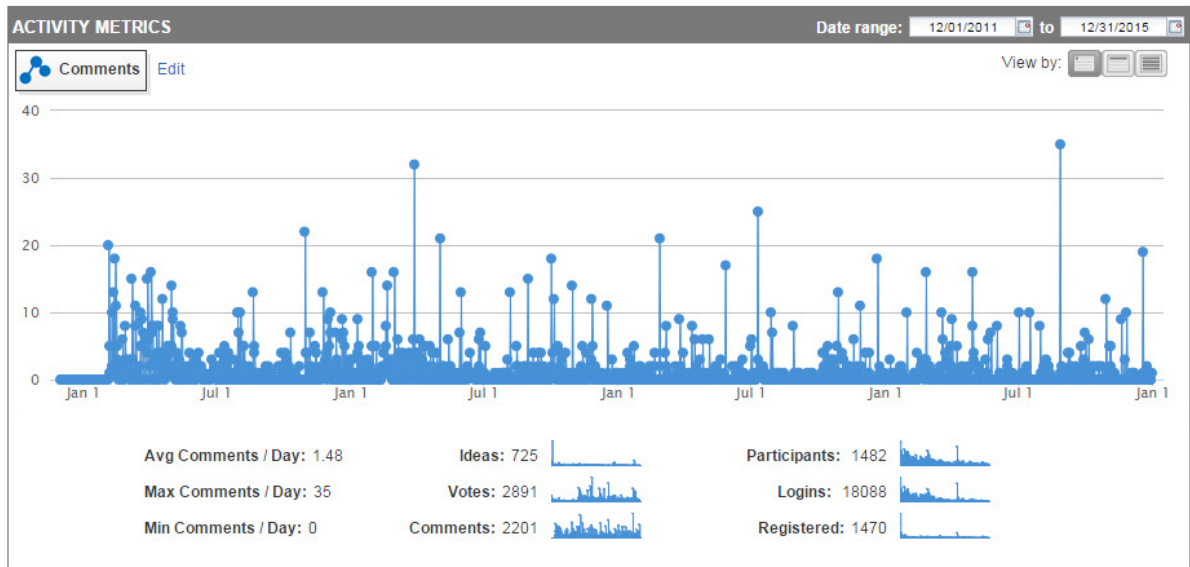 ACTIVITY METRICS Date range: 12/01/2011 to 12/31/2015
Comments Edit View by:
40
30
20
10
0
Jan 1 Jul 1 Jan 1 Jul 1 Jan 1 Jul 1 Jan 1 Jul 1 Jan 1
Avg Comments / Day: 1.48 Ideas: 725 Participants: 1482
Max Comments / Day: 35 Votes: 2891 Logins: 18088
Min Comments / Day: 0 Comments: 2201 Registered: 1470